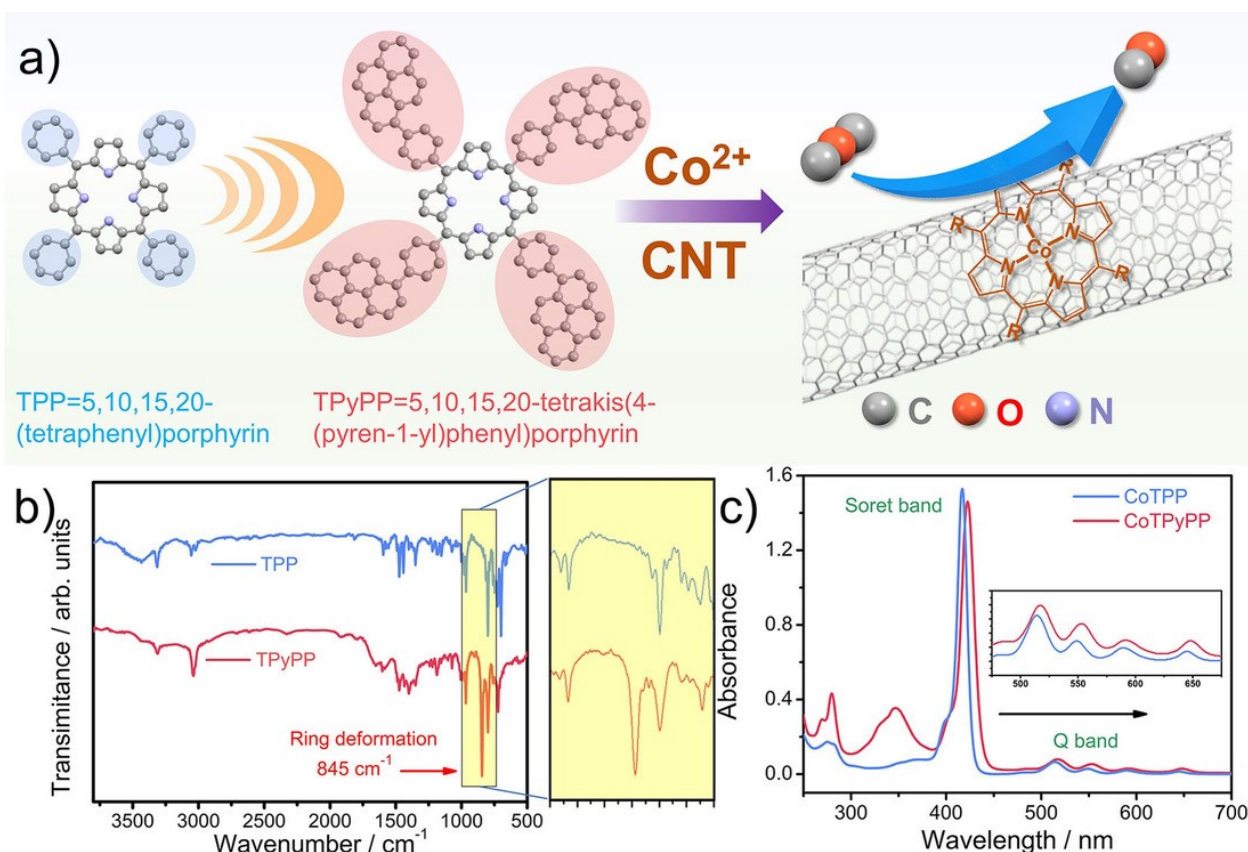 a)
Co2+
CNT
R
R
N
N
Co
N
N
R
R
TPP=5,10,15,20-
(tetraphenyl)porphyrin
TPyPP=5,10,15,20-tetrakis(4-
(pyren-1-yl)phenyl)porphyrin
C O N
b)
Transimitance / arb. units
TPP
TPyPP
Ring deformation
845 cm-1
3500 3000 2500 2000 1500 1000 500
Wavenumber / cm-1
c)
Absorbance
1.6
1.2
0.8
0.4
0.0
Soret band
CoTPP
CoTPyPP
500 550 600 650
Q band
300 400 500 600 700
Wavelength / nm